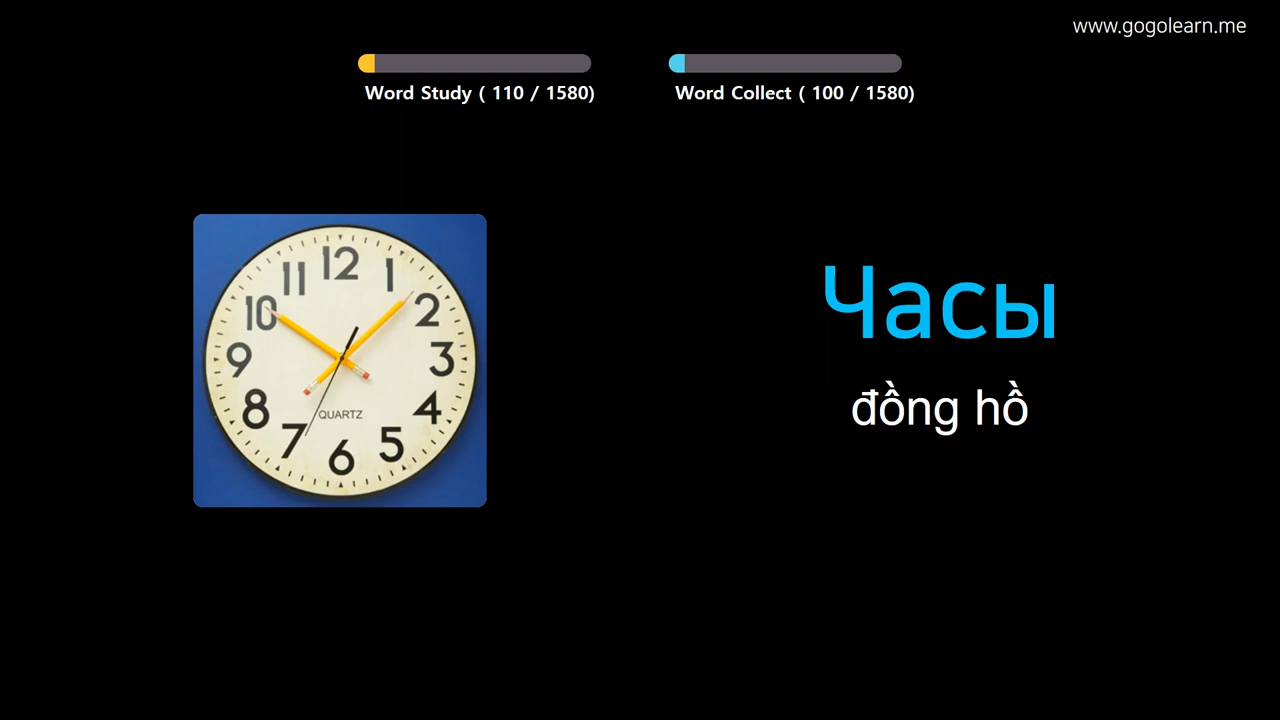 www.gogolearn.me
Word Study ( 110 / 1580)
Word Collect ( 100 / 1580)
12
1
2
3
4
5
6
7
8
9
10
11
QUARTZ
Часы
đồng hồ